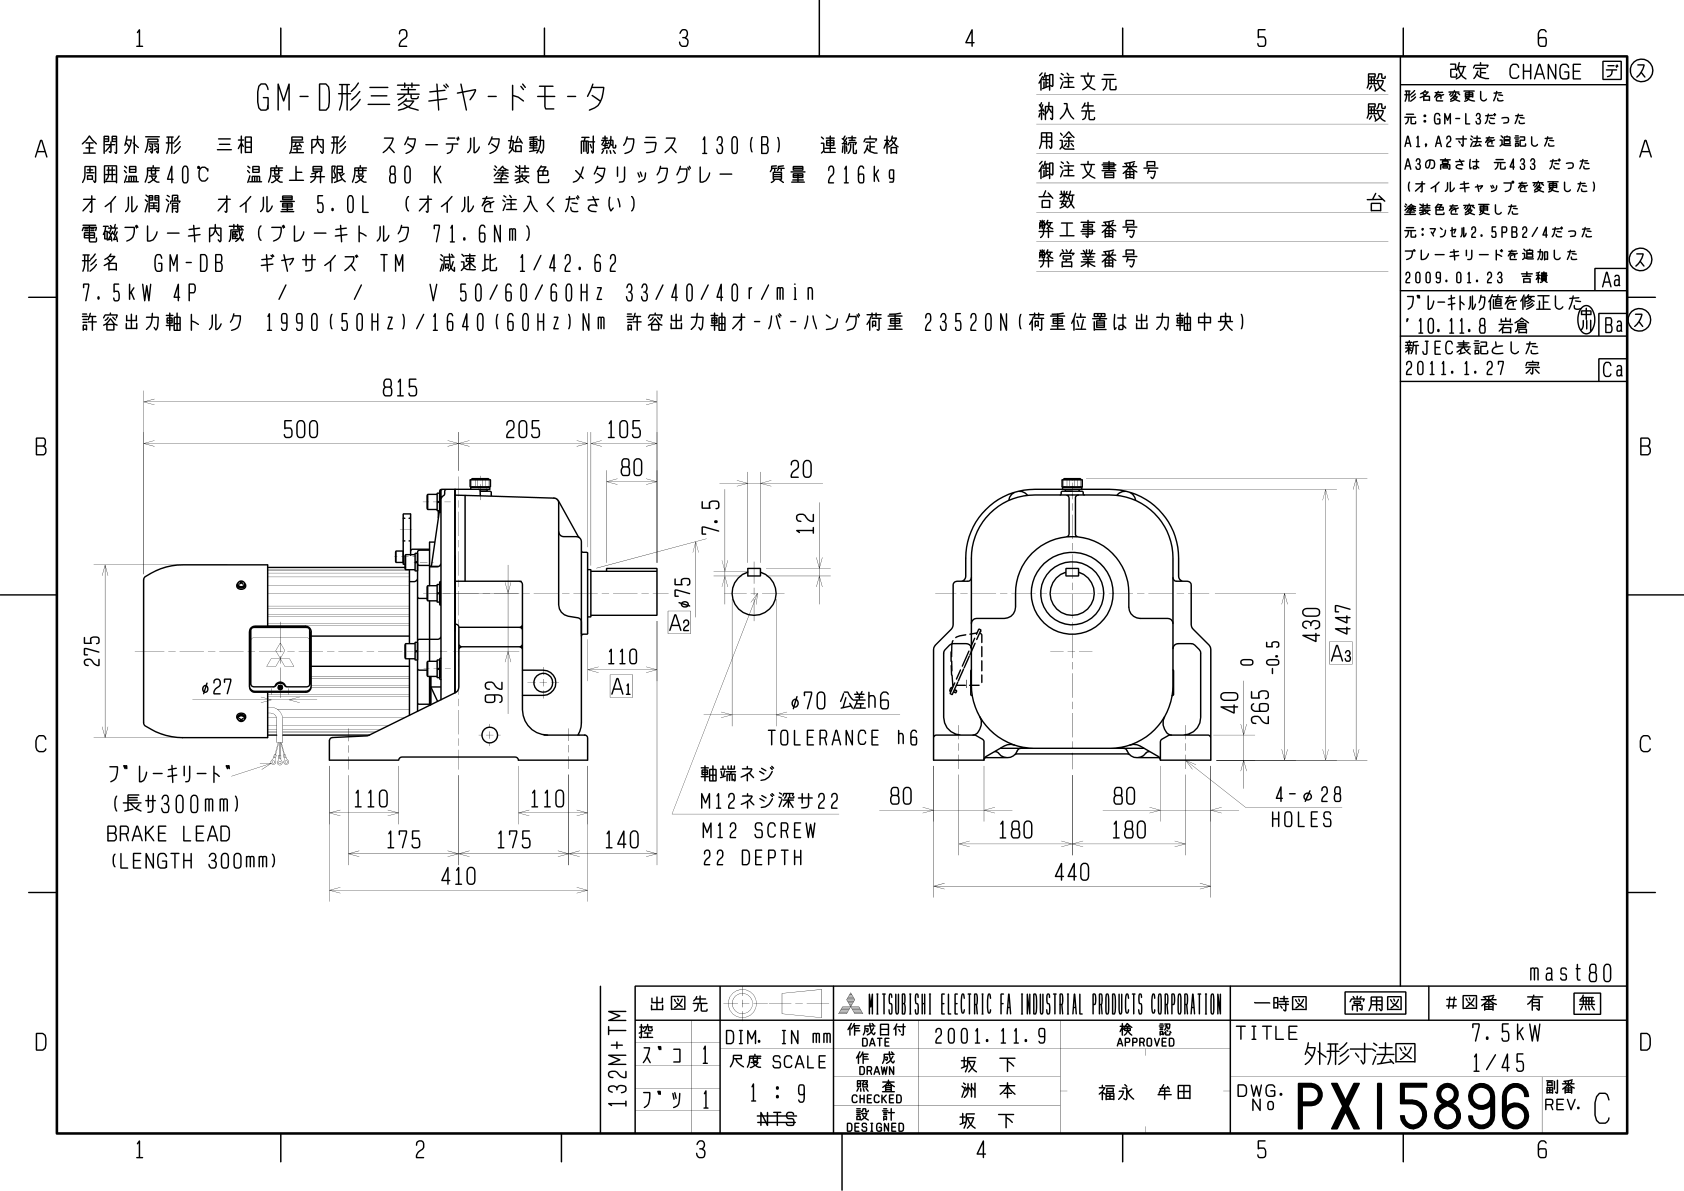 1 2 3 4 5 6
A B C D
GM-D形三菱ギヤードモータ
全閉外扇形 三相 屋内形 スターデルタ始動 耐熱クラス 130(B) 連続定格
周囲温度40℃ 温度上昇限度 80 K 塗装色 メタリックグレー 質量 216kg
オイル潤滑 オイル量 5.0L (オイルを注入ください)
電磁ブレーキ内蔵(ブレーキトルク 71.6Nm)
形名 GM-DB ギヤサイズ TM 減速比 1/42.62
7.5kW 4P / / V 50/60/60Hz 33/40/40r/min
許容出力軸トルク 1990(50Hz)/1640(60Hz)Nm 許容出力軸オーバーハング荷重 23520N(荷重位置は出力軸中央)
御注文元 殿
納入先 殿
用途
御注文書番号
台数 台
弊工事番号
弊営業番号
改定 CHANGE デ ス
形名を変更した
元:GM-L3だった
A1,A2寸法を追記した
A3の高さは 元433 だった
(オイルキャップを変更した)
塗装色を変更した
元:マンセル2.5PB2/4だった
ブレーキリードを追加した ス
2009.01.23 吉積 Aa
ブレーキトルク値を修正した
'10.11.8 岩倉 Ba ス
新JEC表記とした
2011.1.27 宗 Ca
815
500 205 105
80
275
φ27
92
φ75
A2
110
A1
ブレーキリード
(長サ300mm)
BRAKE LEAD
(LENGTH 300mm)
110 110
175 175 140
410
20
7.5
12
φ70 公差h6
TOLERANCE h6
軸端ネジ
M12ネジ深サ22
M12 SCREW
22 DEPTH
430
447
A3
40
265 0 -0.5
80 80
4-φ28
HOLES
180 180
440
mast80
132M+TM
出図先
控
ズコ 1
ブツ 1
DIM. IN mm
尺度 SCALE
1 : 9
NTS
MITSUBISHI ELECTRIC FA INDUSTRIAL PRODUCTS CORPORATION
作成日付 DATE 2001.11.9
作成 DRAWN 坂下
照査 CHECKED 洲本
設計 DESIGNED 坂下
検認 APPROVED
福永 牟田
一時図 常用図 #図番 有 無
TITLE 外形寸法図
7.5kW
1/45
DWG. No PX15896
副番 REV. C
1 2 3 4 5 6
A B C D